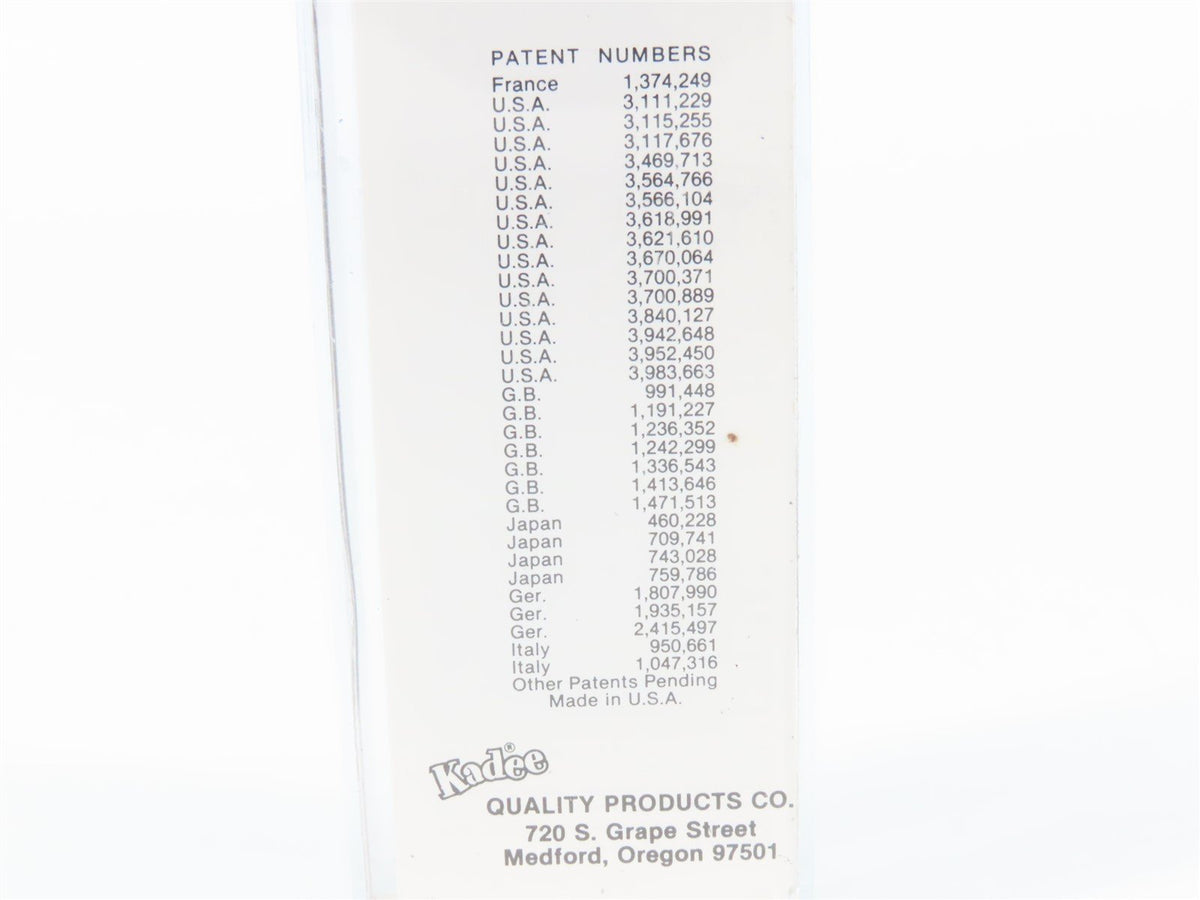 PATENT NUMBERS
France 1,374,249
U.S.A. 3,111,229
U.S.A. 3,115,255
U.S.A. 3,117,676
U.S.A. 3,469,713
U.S.A. 3,564,766
U.S.A. 3,566,104
U.S.A. 3,618,991
U.S.A. 3,621,610
U.S.A. 3,670,064
U.S.A. 3,700,371
U.S.A. 3,700,889
U.S.A. 3,840,127
U.S.A. 3,942,648
U.S.A. 3,952,450
U.S.A. 3,983,663
G.B. 991,448
G.B. 1,191,227
G.B. 1,236,352
G.B. 1,242,299
G.B. 1,336,543
G.B. 1,413,646
G.B. 1,471,513
Japan 460,228
Japan 709,741
Japan 743,028
Japan 759,786
Ger. 1,807,990
Ger. 1,935,157
Ger. 2,415,497
Italy 950,661
Italy 1,047,316
Other Patents Pending
Made in U.S.A.
Kadee®
QUALITY PRODUCTS CO.
720 S. Grape Street
Medford, Oregon 97501